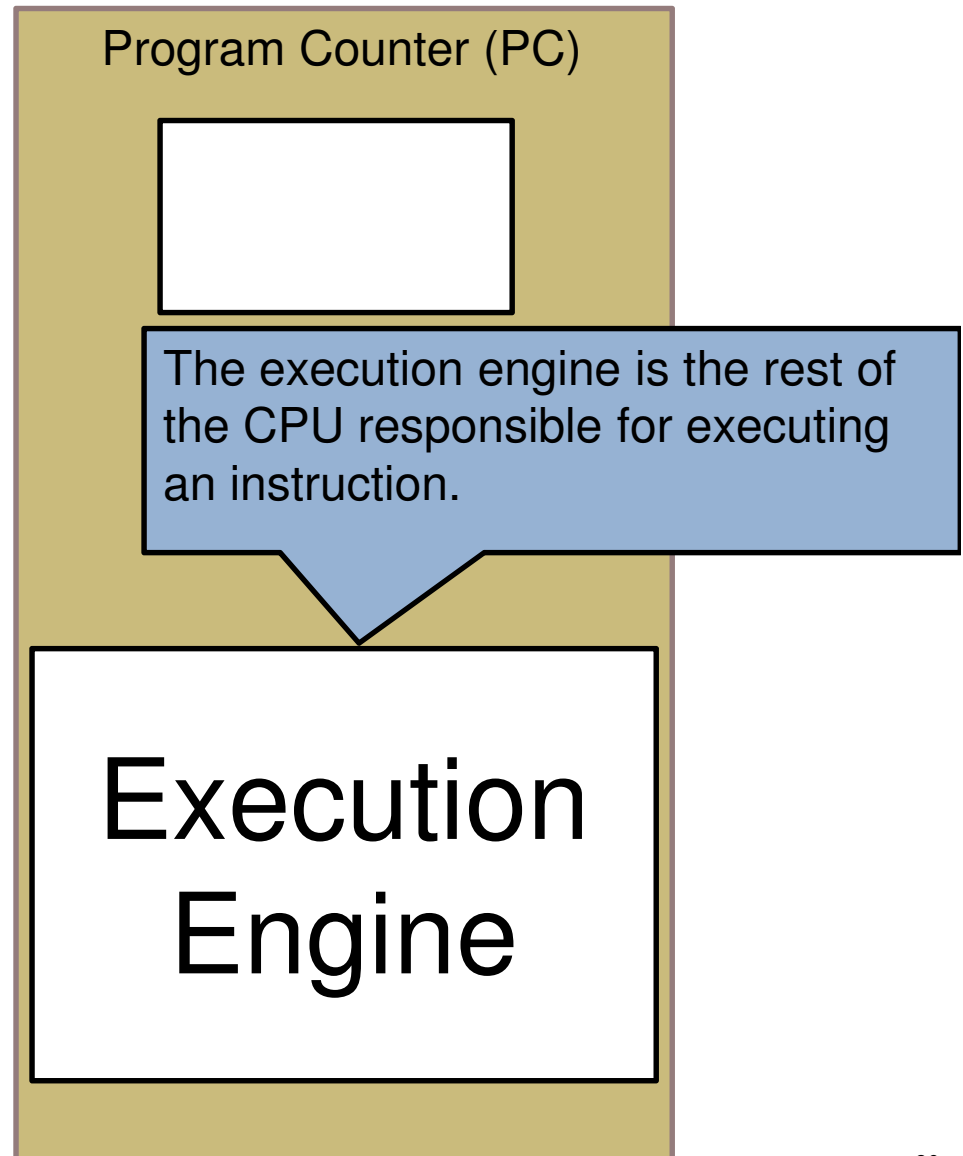 Program Counter (PC)
The execution engine is the rest of
the CPU responsible for executing
an instruction.
Execution
Engine